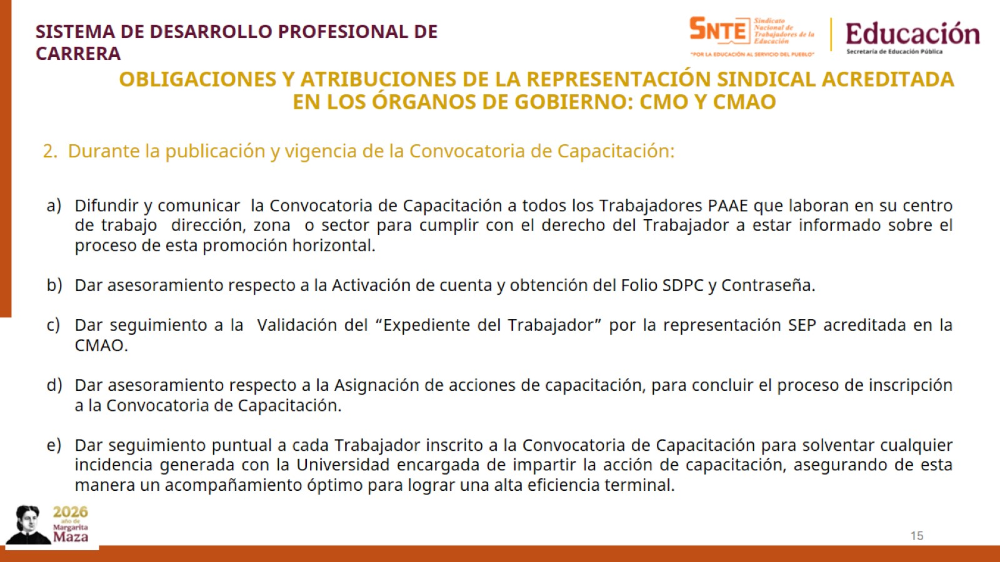 SISTEMA DE DESARROLLO PROFESIONAL DE
CARRERA
SNTE
Sindicato
Nacional de
Trabajadores de la
Educación
"POR LA EDUCACIÓN AL SERVICIO DEL PUEBLO"
Educación
Secretaría de Educación Pública
OBLIGACIONES Y ATRIBUCIONES DE LA REPRESENTACIÓN SINDICAL ACREDITADA
EN LOS ÓRGANOS DE GOBIERNO: CMO Y CMAO
2. Durante la publicación y vigencia de la Convocatoria de Capacitación:
a) Difundir y comunicar la Convocatoria de Capacitación a todos los Trabajadores PAAE que laboran en su centro
de trabajo dirección, zona o sector para cumplir con el derecho del Trabajador a estar informado sobre el
proceso de esta promoción horizontal.
b) Dar asesoramiento respecto a la Activación de cuenta y obtención del Folio SDPC y Contraseña.
c) Dar seguimiento a la Validación del “Expediente del Trabajador” por la representación SEP acreditada en la
CMAO.
d) Dar asesoramiento respecto a la Asignación de acciones de capacitación, para concluir el proceso de inscripción
a la Convocatoria de Capacitación.
e) Dar seguimiento puntual a cada Trabajador inscrito a la Convocatoria de Capacitación para solventar cualquier
incidencia generada con la Universidad encargada de impartir la acción de capacitación, asegurando de esta
manera un acompañamiento óptimo para lograr una alta eficiencia terminal.
2026
año de
Margarita
Maza
15